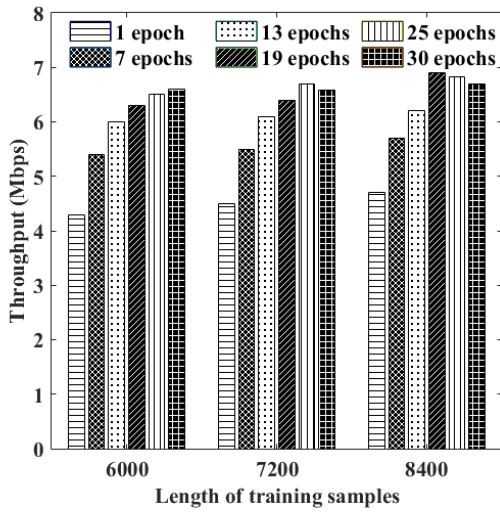 8
7
6
5
4
3
2
1
0
Throughput (Mbps)
1 epoch 13 epochs 25 epochs
7 epochs 19 epochs 30 epochs
6000 7200 8400
Length of training samples